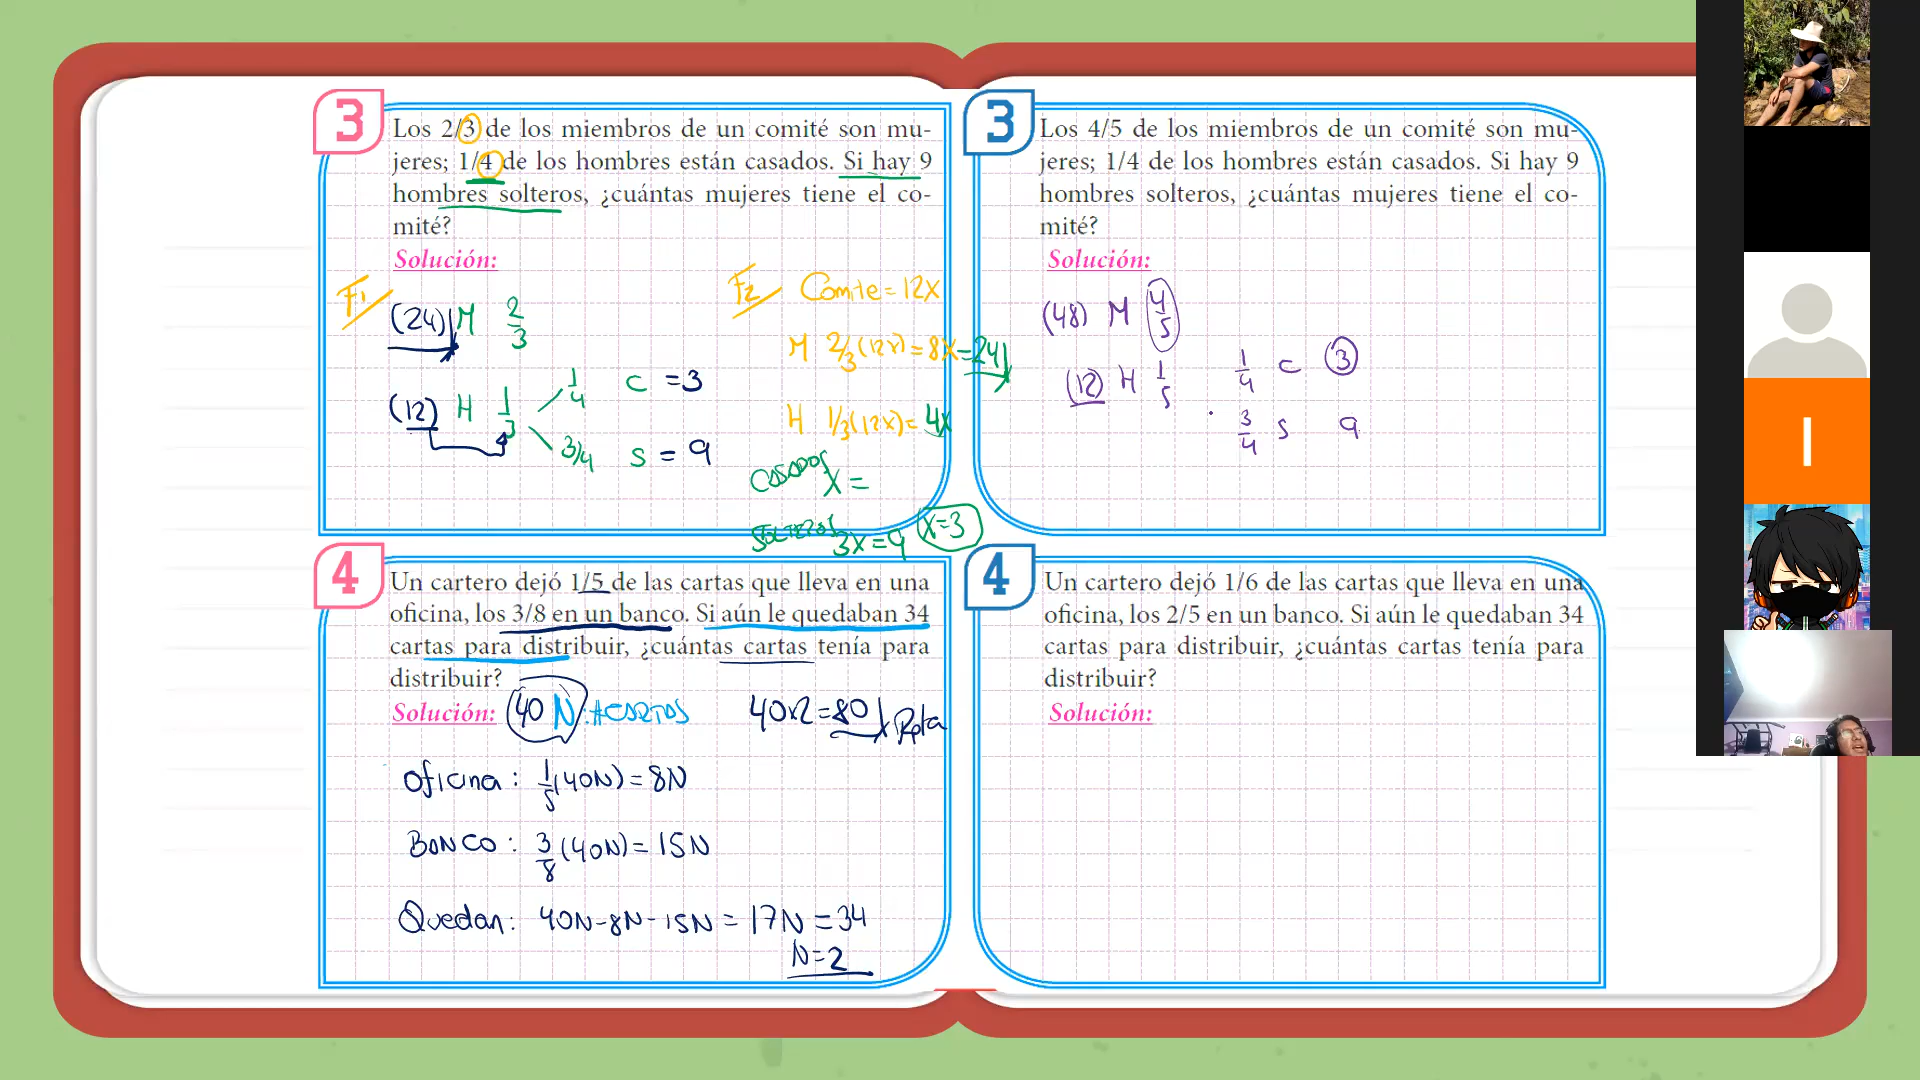 3
Los 2/3 de los miembros de un comité son mu-
jeres; 1/4 de los hombres están casados. Si hay 9
hombres solteros, ¿cuántas mujeres tiene el co-
mité?
Solución:
F1
(24) M 2/3
(12) H 1/3
1/4 C = 3
3/4 S = 9
F2 Comite = 12x
M 2/3 (12x) = 8x = 24
H 1/3 (12x) = 4x
casados x =
solteros 3x = 9 x=3
3
Los 4/5 de los miembros de un comité son mu-
jeres; 1/4 de los hombres están casados. Si hay 9
hombres solteros, ¿cuántas mujeres tiene el co-
mité?
Solución:
(48) M 4/5
(12) H 1/5 1/4 C 3
3/4 S 9
4
Un cartero dejó 1/5 de las cartas que lleva en una
oficina, los 3/8 en un banco. Si aún le quedaban 34
cartas para distribuir, ¿cuántas cartas tenía para
distribuir?
Solución: 40 N : #CARTAS 40x2 = 80 Rpta
Oficina : 1/5 (40N) = 8N
BANCO : 3/8 (40N) = 15N
Quedan : 40N - 8N - 15N = 17N = 34
N = 2
4
Un cartero dejó 1/6 de las cartas que lleva en una
oficina, los 2/5 en un banco. Si aún le quedaban 34
cartas para distribuir, ¿cuántas cartas tenía para
distribuir?
Solución:
I